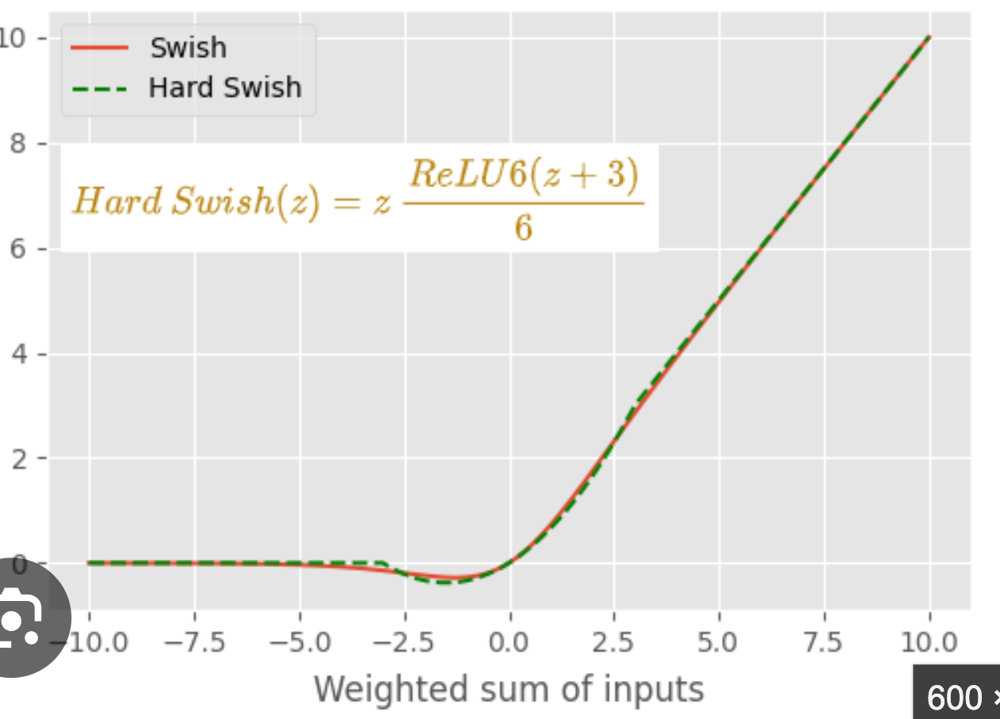 10
Swish
Hard Swish
8
Hard Swish(z) = z ReLU6(z + 3) / 6
6
4
2
0
−10.0 −7.5 −5.0 −2.5 0.0 2.5 5.0 7.5 10.0
Weighted sum of inputs
600 ×